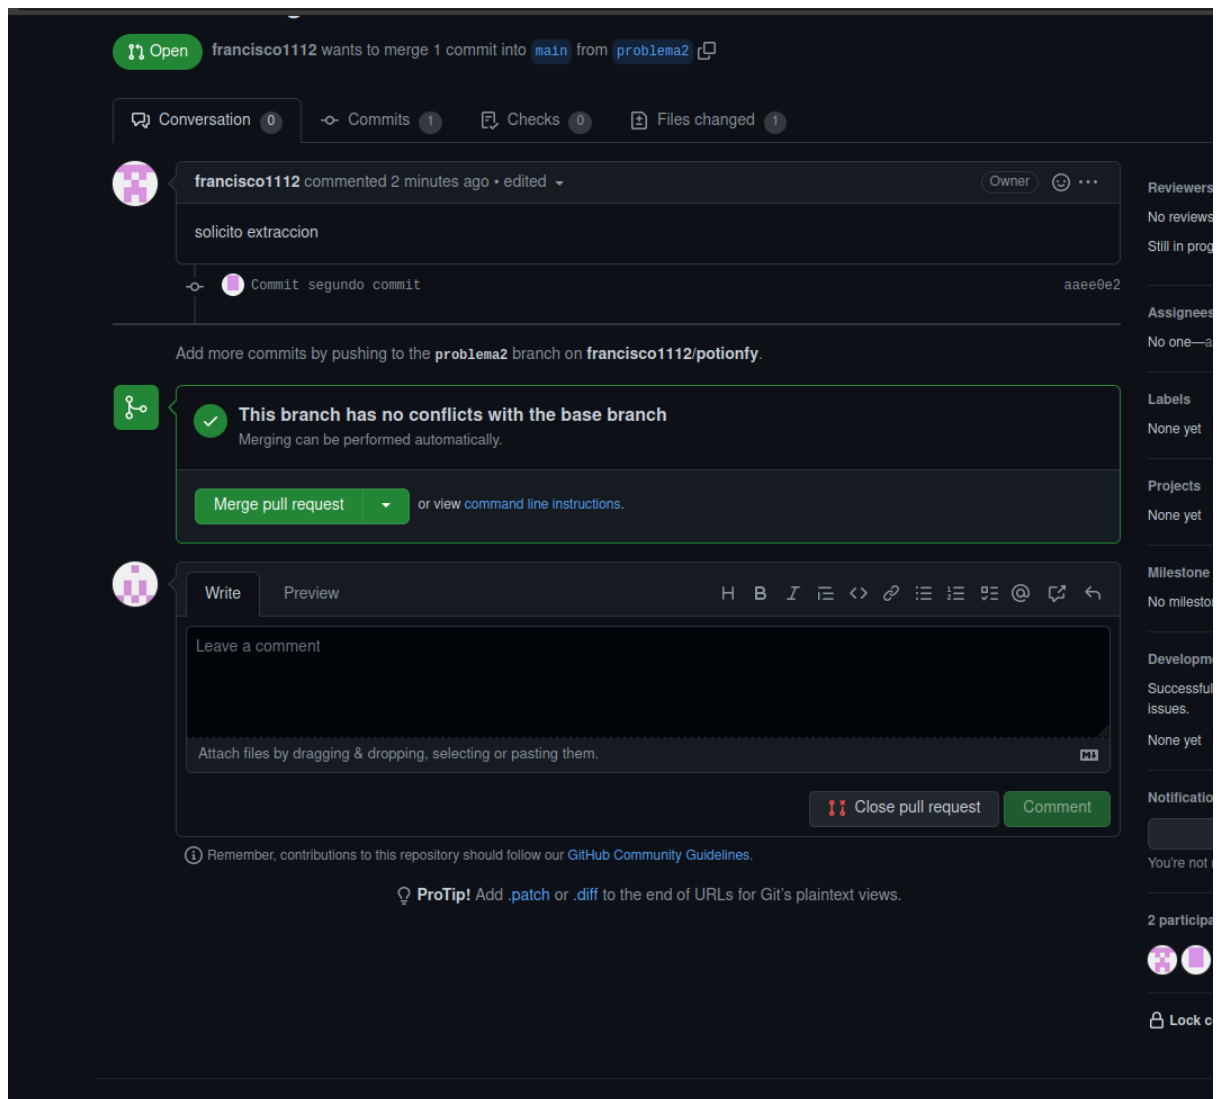 Open francisco1112 wants to merge 1 commit into main from problema2
Conversation 0 Commits 1 Checks 0 Files changed 1
francisco1112 commented 2 minutes ago • edited Owner
solicito extraccion
Commit segundo commit aaee0e2
Add more commits by pushing to the problema2 branch on francisco1112/potionfy.
This branch has no conflicts with the base branch
Merging can be performed automatically.
Merge pull request or view command line instructions.
Write Preview
Leave a comment
Attach files by dragging & dropping, selecting or pasting them.
Close pull request Comment
Remember, contributions to this repository should follow our GitHub Community Guidelines.
ProTip! Add .patch or .diff to the end of URLs for Git's plaintext views.
Reviewers
No reviews
Still in prog
Assignees
No one—a
Labels
None yet
Projects
None yet
Milestone
No milesto
Developme
Successful
issues.
None yet
Notificatio
You're not
2 participa
Lock c